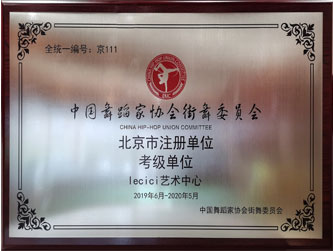 全统一编号：京111
中国舞蹈家协会街舞委员会
CHINA HIP-HOP UNION COMMITTEE
北京市注册单位
考级单位
lecici艺术中心
2019年6月-2020年5月
中国舞蹈家协会街舞委员会